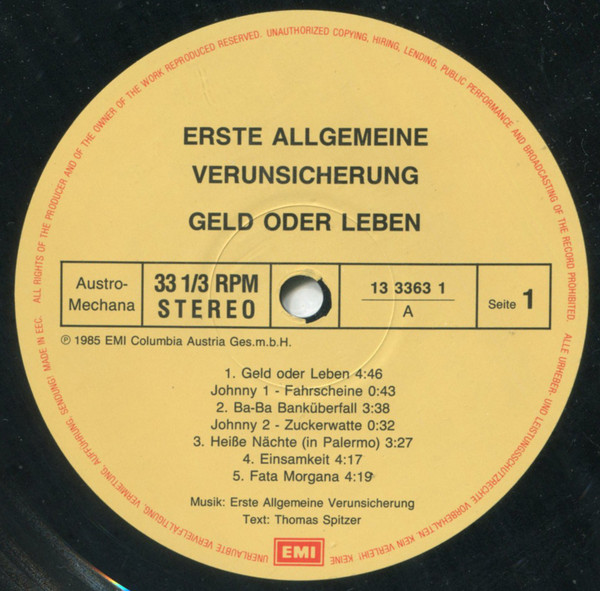 ERSTE ALLGEMEINE
VERUNSICHERUNG
GELD ODER LEBEN
Austro-
Mechana
33 1/3 RPM
STEREO
13 3363 1
A
Seite 1
℗ 1985 EMI Columbia Austria Ges.m.b.H.
1. Geld oder Leben 4:46
Johnny 1 - Fahrscheine 0:43
2. Ba-Ba Banküberfall 3:38
Johnny 2 - Zuckerwatte 0:32
3. Heiße Nächte (in Palermo) 3:27
4. Einsamkeit 4:17
5. Fata Morgana 4:19
Musik: Erste Allgemeine Verunsicherung
Text: Thomas Spitzer
EMI
ALL RIGHTS OF THE PRODUCER AND OF THE OWNER OF THE WORK REPRODUCED RESERVED. UNAUTHORIZED COPYING, HIRING, LENDING, PUBLIC PERFORMANCE AND BROADCASTING OF THE RECORD PROHIBITED. ALLE URHEBER- UND LEISTUNGSSCHUTZRECHTE VORBEHALTEN. KEIN VERLEIH! KEINE UNERLAUBTE VERVIELFÄLTIGUNG, VERMIETUNG, AUFFÜHRUNG, SENDUNG! MADE IN EEC.